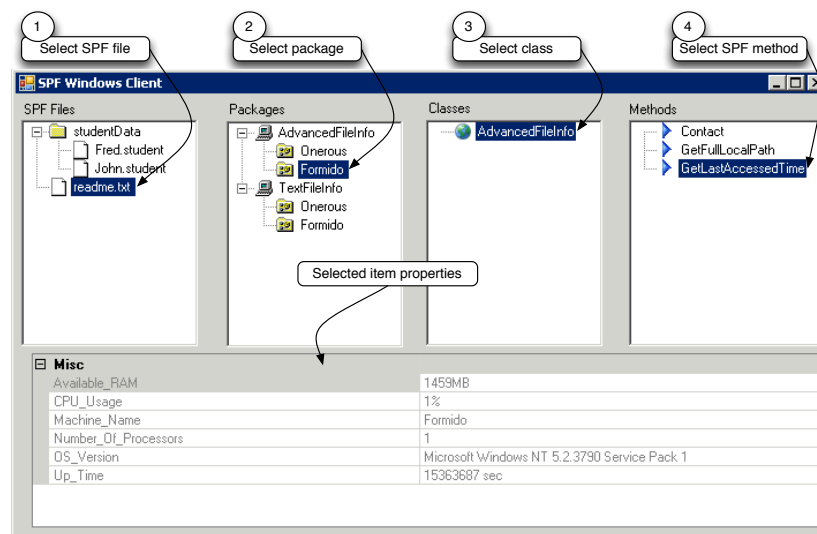 1
Select SPF file
2
Select package
3
Select class
4
Select SPF method
SPF Windows Client
SPF Files
Packages
Classes
Methods
studentData
Fred.student
John.student
readme.txt
AdvancedFileInfo
Onerous
Formido
TextFileInfo
Onerous
Formido
AdvancedFileInfo
Contact
GetFullLocalPath
GetLastAccessedTime
Selected item properties
Misc
Available_RAM 1459MB
CPU_Usage 1%
Machine_Name Formido
Number_Of_Processors 1
OS_Version Microsoft Windows NT 5.2.3790 Service Pack 1
Up_Time 15363687 sec